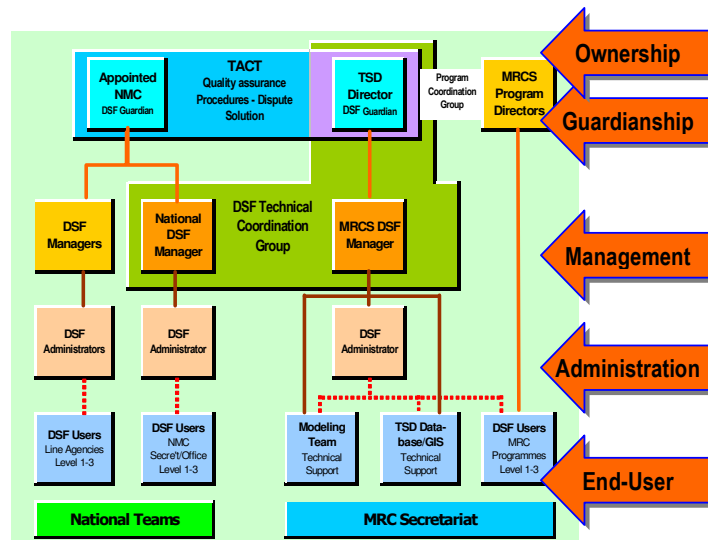 TACT
Quality assurance
Procedures - Dispute
Solution
Appointed
NMC
DSF Guardian
TSD
Director
DSF Guardian
Program
Coordination
Group
MRCS
Program
Directors
Ownership
Guardianship
DSF
Managers
National
DSF
Manager
DSF Technical
Coordination
Group
MRCS DSF
Manager
Management
DSF
Administrators
DSF
Administrator
DSF
Administrator
Administration
DSF Users
Line Agencies
Level 1-3
DSF Users
NMC
Secre't/Office
Level 1-3
Modeling
Team
Technical
Support
TSD Data-
base/GIS
Technical
Support
DSF Users
MRC
Programmes
Level 1-3
End-User
National Teams
MRC Secretariat